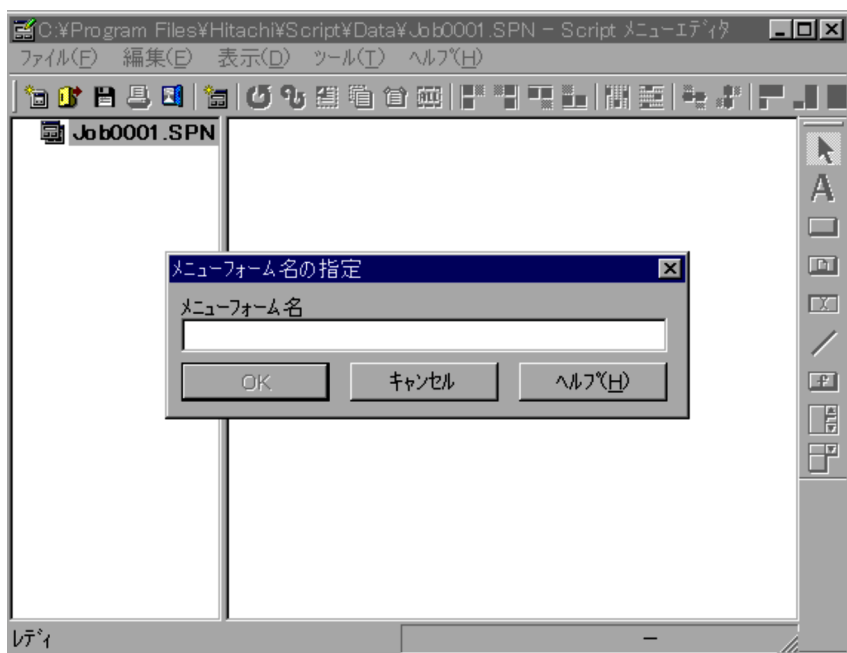 C:¥Program Files¥Hitachi¥Script¥Data¥Job0001.SPN - Script ﾒﾆｭｰｴﾃﾞｨﾀ
ﾌｧｲﾙ(F) 編集(E) 表示(D) ﾂｰﾙ(T) ﾍﾙﾌﾟ(H)
Job0001.SPN
ﾒﾆｭｰﾌｫｰﾑ名の指定
ﾒﾆｭｰﾌｫｰﾑ名
OK ｷｬﾝｾﾙ ﾍﾙﾌﾟ(H)
A
ﾚﾃﾞｨ